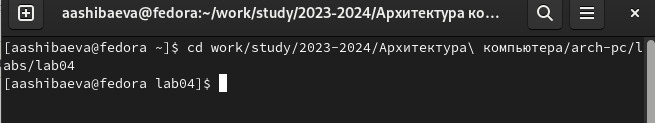 aashibaeva@fedora:~/work/study/2023-2024/Архитектура ко...
[aashibaeva@fedora ~]$ cd work/study/2023-2024/Архитектура\ компьютера/arch-pc/l
abs/lab04
[aashibaeva@fedora lab04]$